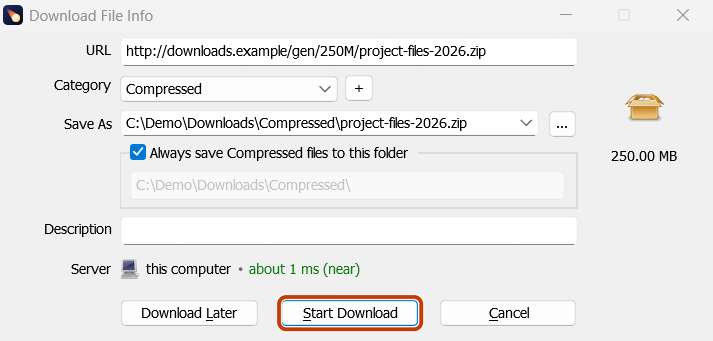 Download File Info
URL http://downloads.example/gen/250M/project-files-2026.zip
Category Compressed +
Save As C:\Demo\Downloads\Compressed\project-files-2026.zip ...
Always save Compressed files to this folder
250.00 MB
C:\Demo\Downloads\Compressed\
Description
Server this computer • about 1 ms (near)
Download Later Start Download Cancel